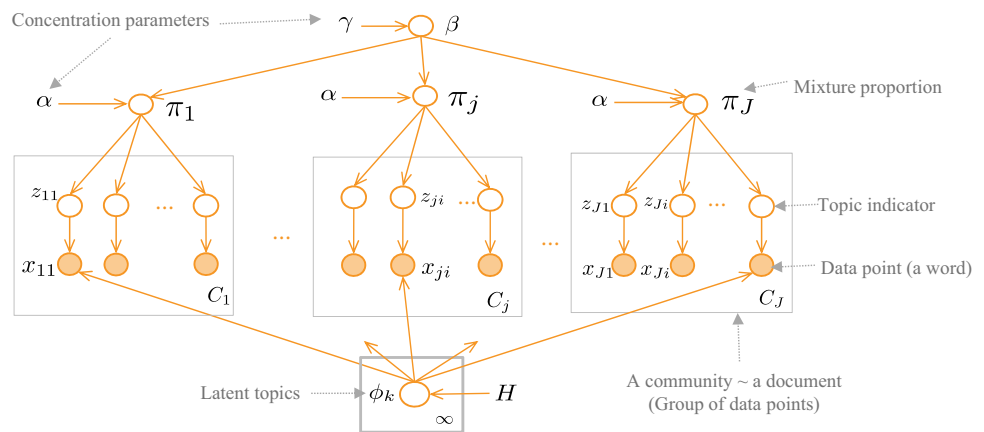 Concentration parameters
γ
β
α
π1
α
πj
α
πJ
Mixture proportion
z11
...
zji
...
zJ1
zJi
...
Topic indicator
...
...
x11
xji
xJ1
xJi
Data point (a word)
C1
Cj
CJ
Latent topics
ϕk
H
∞
A community ~ a document
(Group of data points)